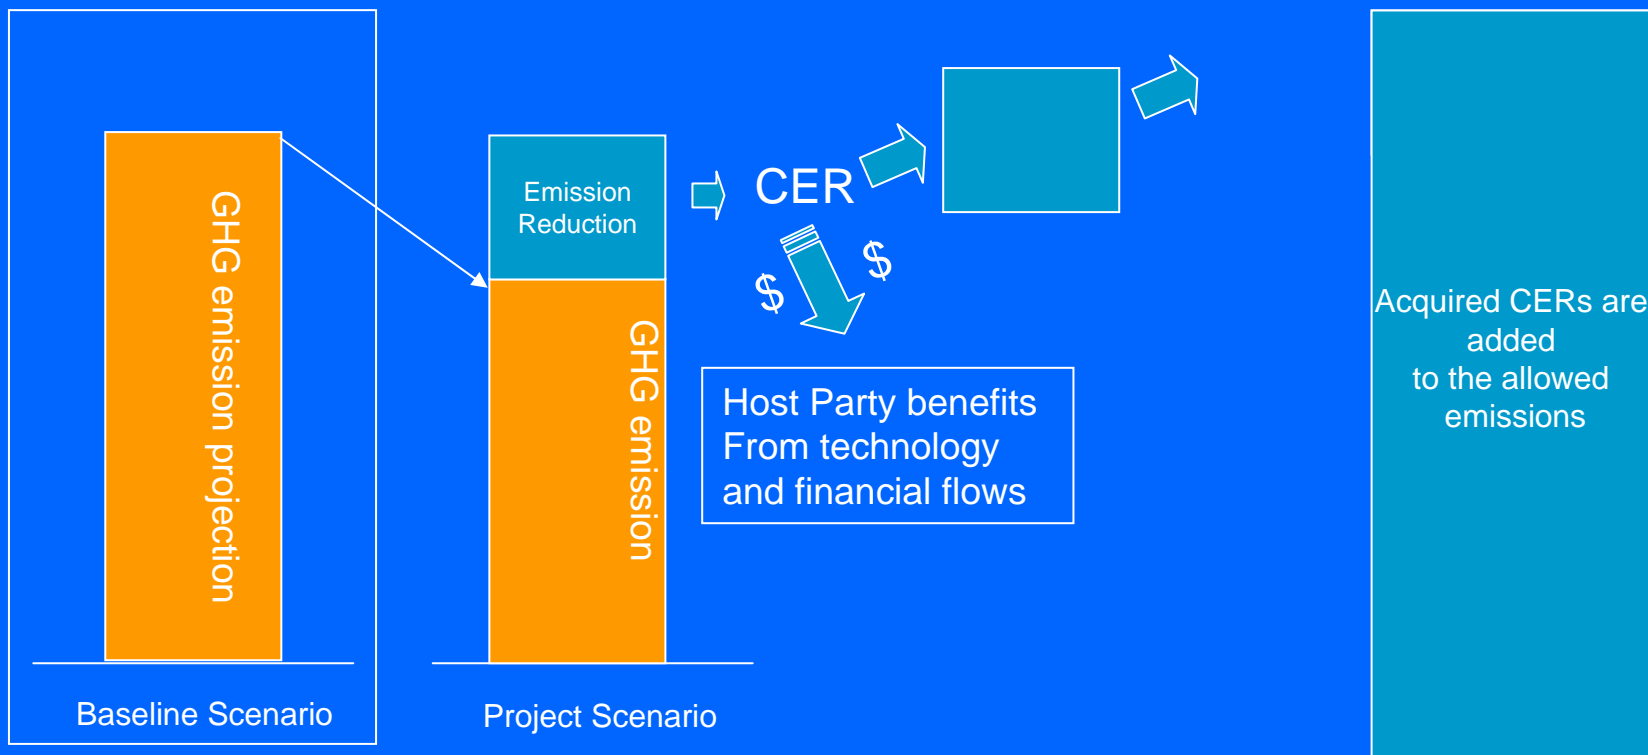 GHG emission projection
Baseline Scenario
Emission
Reduction
GHG emission
Project Scenario
CER
$
$
Host Party benefits
From technology
and financial flows
Acquired CERs are
added
to the allowed
emissions